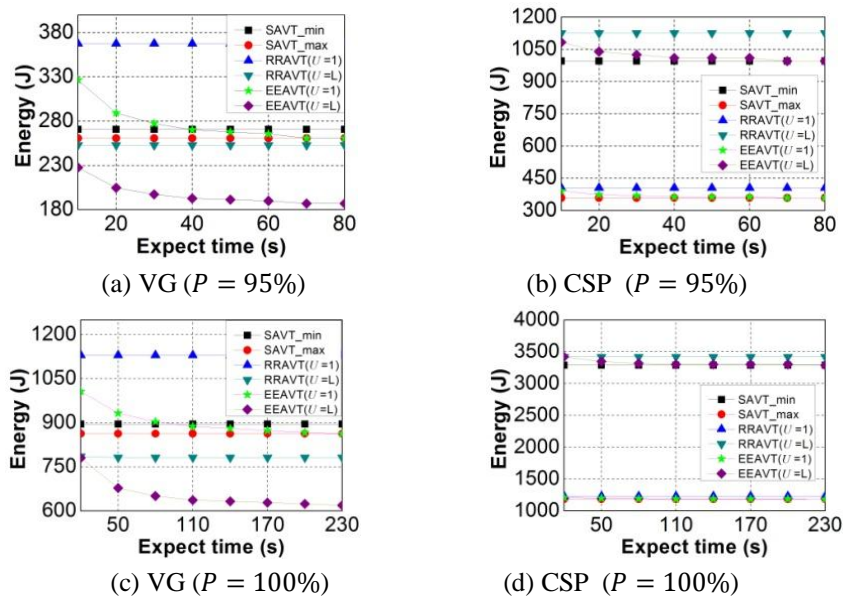 380
330
280
230
180
Energy (J)
SAVT_min
SAVT_max
RRAVT(U=1)
RRAVT(U=L)
EEAVT(U=1)
EEAVT(U=L)
20 40 60 80
Expect time (s)
(a) VG (P = 95%)
1200
1050
900
750
600
450
300
Energy (J)
SAVT_min
SAVT_max
RRAVT(U=1)
RRAVT(U=L)
EEAVT(U=1)
EEAVT(U=L)
20 40 60 80
Expect time (s)
(b) CSP (P = 95%)
1200
1050
900
750
600
Energy (J)
SAVT_min
SAVT_max
RRAVT(U=1)
RRAVT(U=L)
EEAVT(U=1)
EEAVT(U=L)
50 110 170 230
Expect time (s)
(c) VG (P = 100%)
4000
3500
3000
2500
2000
1500
1000
Energy (J)
SAVT_min
SAVT_max
RRAVT(U=1)
RRAVT(U=L)
EEAVT(U=1)
EEAVT(U=L)
50 110 170 230
Expect time (s)
(d) CSP (P = 100%)